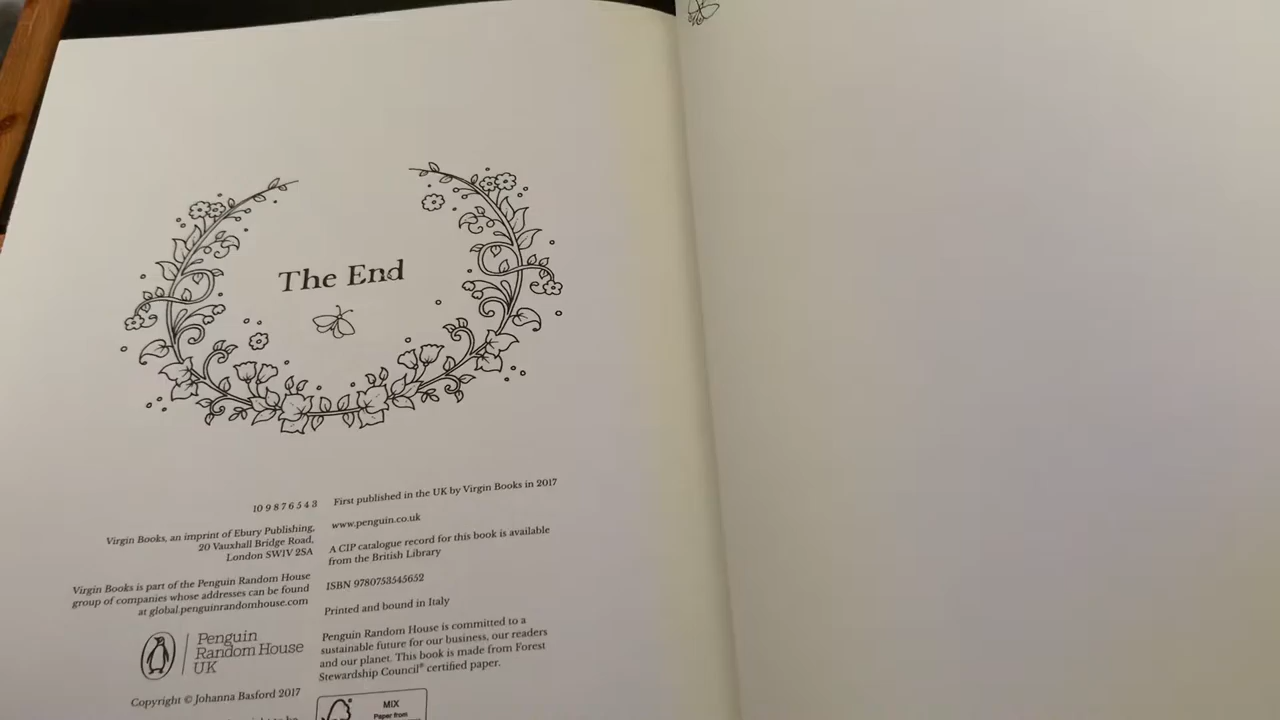 The End
10 9 8 7 6 5 4 3
Virgin Books, an imprint of Ebury Publishing,
20 Vauxhall Bridge Road,
London SW1V 2SA
Virgin Books is part of the Penguin Random House
group of companies whose addresses can be found
at global.penguinrandomhouse.com
Penguin
Random House
UK
Copyright © Johanna Basford 2017
First published in the UK by Virgin Books in 2017
www.penguin.co.uk
A CIP catalogue record for this book is available
from the British Library
ISBN 9780753545652
Printed and bound in Italy
Penguin Random House is committed to a
sustainable future for our business, our readers
and our planet. This book is made from Forest
Stewardship Council® certified paper.
MIX
Paper from